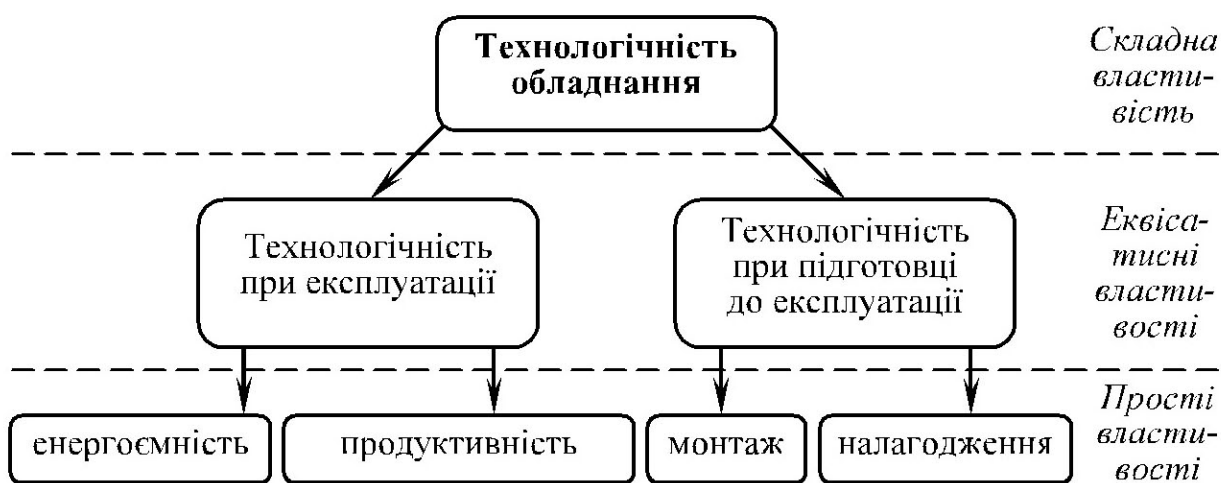 Технологічність
обладнання
Складна
власти-
вість
Технологічність
при експлуатації
Технологічність
при підготовці
до експлуатації
Еквіса-
тисні
власти-
вості
енергоємність
продуктивність
монтаж
налагодження
Прості
власти-
вості